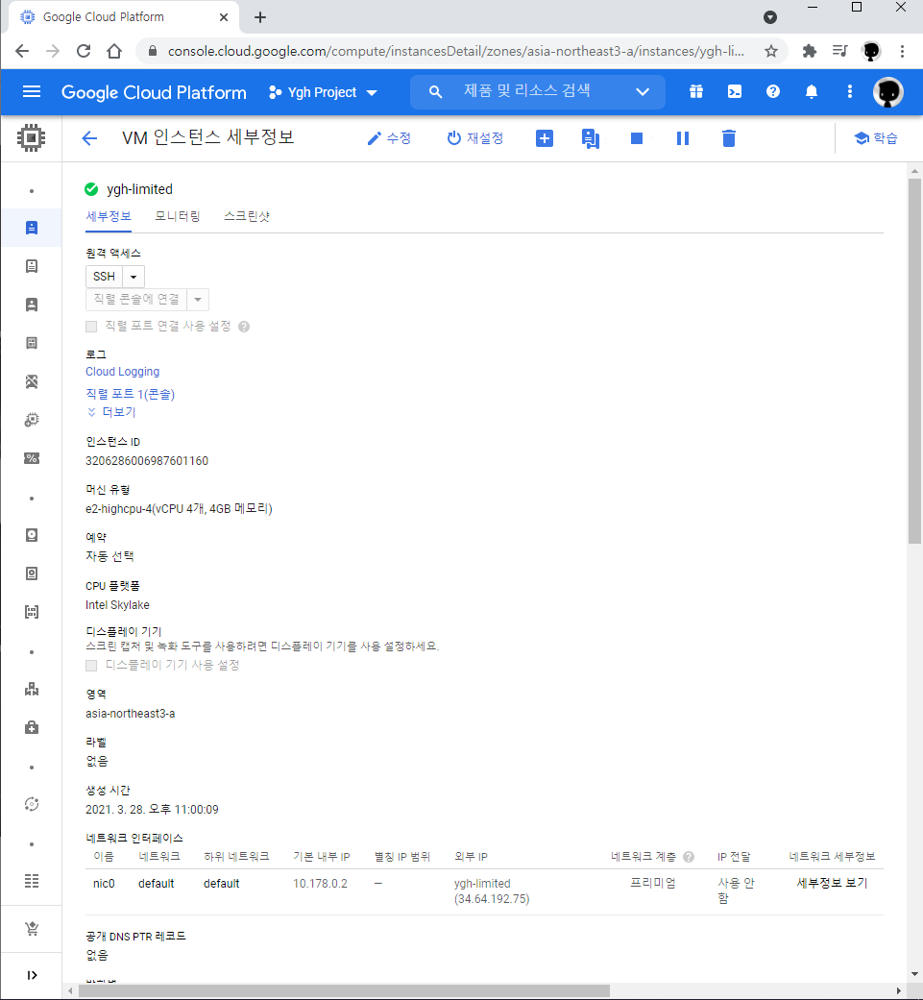 Google Cloud Platform
console.cloud.google.com/compute/instancesDetail/zones/asia-northeast3-a/instances/ygh-li...
Google Cloud Platform
Ygh Project
제품 및 리소스 검색
VM 인스턴스 세부정보
수정
재설정
학습
ygh-limited
세부정보 모니터링 스크린샷
원격 액세스
SSH
직렬 콘솔에 연결
직렬 포트 연결 사용 설정
로그
Cloud Logging
직렬 포트 1(콘솔)
더보기
인스턴스 ID
3206286006987601160
머신 유형
e2-highcpu-4(vCPU 4개, 4GB 메모리)
예약
자동 선택
CPU 플랫폼
Intel Skylake
디스플레이 기기
스크린 캡처 및 녹화 도구를 사용하려면 디스플레이 기기를 사용 설정하세요.
디스플레이 기기 사용 설정
영역
asia-northeast3-a
라벨
없음
생성 시간
2021. 3. 28. 오후 11:00:09
네트워크 인터페이스
이름 네트워크 하위 네트워크 기본 내부 IP 별칭 IP 범위 외부 IP 네트워크 계층 IP 전달 네트워크 세부정보
nic0 default default 10.178.0.2 — ygh-limited (34.64.192.75) 프리미엄 사용 안함 세부정보 보기
공개 DNS PTR 레코드
없음